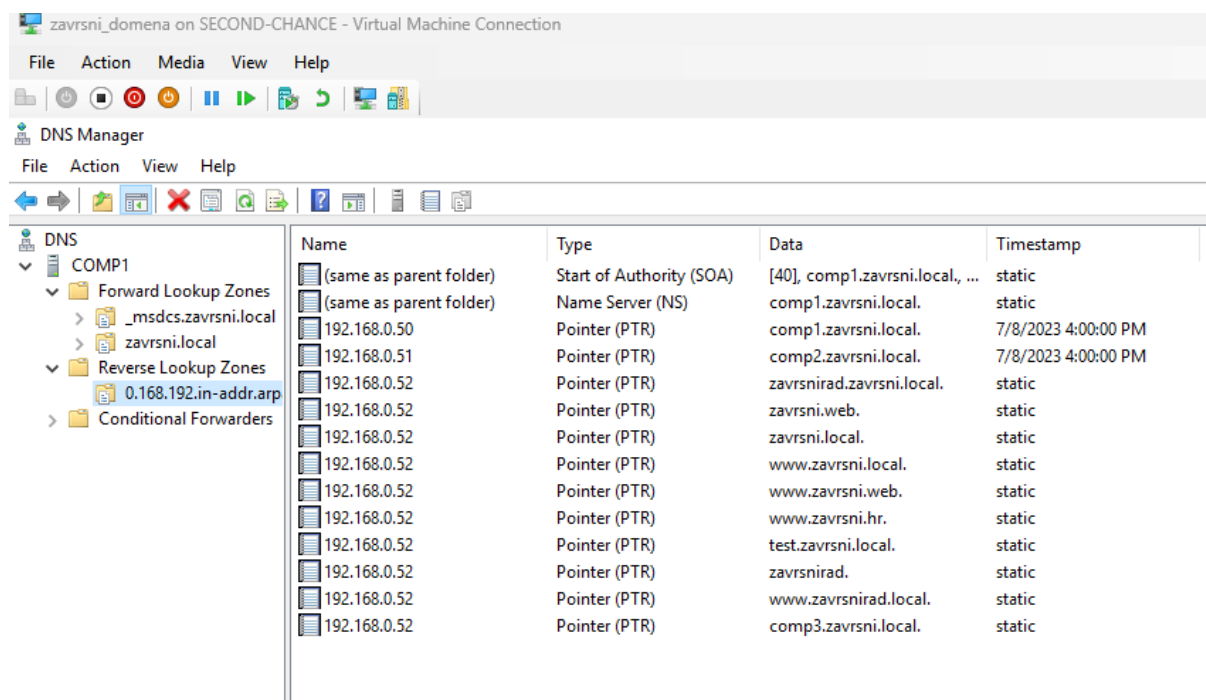 zavrsni_domena on SECOND-CHANCE - Virtual Machine Connection
File Action Media View Help
DNS Manager
File Action View Help
DNS
COMP1
Forward Lookup Zones
_msdcs.zavrsni.local
zavrsni.local
Reverse Lookup Zones
0.168.192.in-addr.arp
Conditional Forwarders
Name Type Data Timestamp
(same as parent folder) Start of Authority (SOA) [40], comp1.zavrsni.local., ... static
(same as parent folder) Name Server (NS) comp1.zavrsni.local. static
192.168.0.50 Pointer (PTR) comp1.zavrsni.local. 7/8/2023 4:00:00 PM
192.168.0.51 Pointer (PTR) comp2.zavrsni.local. 7/8/2023 4:00:00 PM
192.168.0.52 Pointer (PTR) zavrsnirad.zavrsni.local. static
192.168.0.52 Pointer (PTR) zavrsni.web. static
192.168.0.52 Pointer (PTR) zavrsni.local. static
192.168.0.52 Pointer (PTR) www.zavrsni.local. static
192.168.0.52 Pointer (PTR) www.zavrsni.web. static
192.168.0.52 Pointer (PTR) www.zavrsni.hr. static
192.168.0.52 Pointer (PTR) test.zavrsni.local. static
192.168.0.52 Pointer (PTR) zavrsnirad. static
192.168.0.52 Pointer (PTR) www.zavrsnirad.local. static
192.168.0.52 Pointer (PTR) comp3.zavrsni.local. static